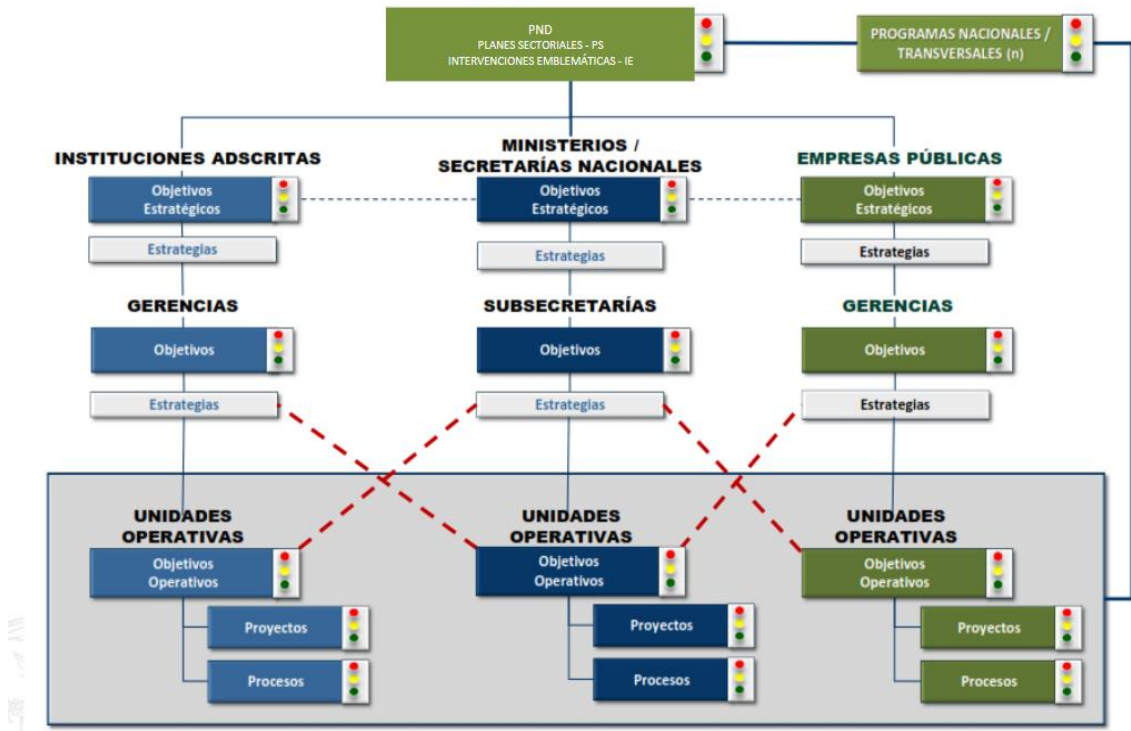 PND
PLANES SECTORIALES - PS
INTERVENCIONES EMBLEMÁTICAS - IE
PROGRAMAS NACIONALES /
TRANSVERSALES (n)
INSTITUCIONES ADSCRITAS
MINISTERIOS /
SECRETARÍAS NACIONALES
EMPRESAS PÚBLICAS
Objetivos
Estratégicos
Objetivos
Estratégicos
Objetivos
Estratégicos
Estrategias
Estrategias
Estrategias
GERENCIAS
SUBSECRETARÍAS
GERENCIAS
Objetivos
Objetivos
Objetivos
Estrategias
Estrategias
Estrategias
UNIDADES
OPERATIVAS
UNIDADES
OPERATIVAS
UNIDADES
OPERATIVAS
Objetivos
Operativos
Objetivos
Operativos
Objetivos
Operativos
Proyectos
Proyectos
Proyectos
Procesos
Procesos
Procesos